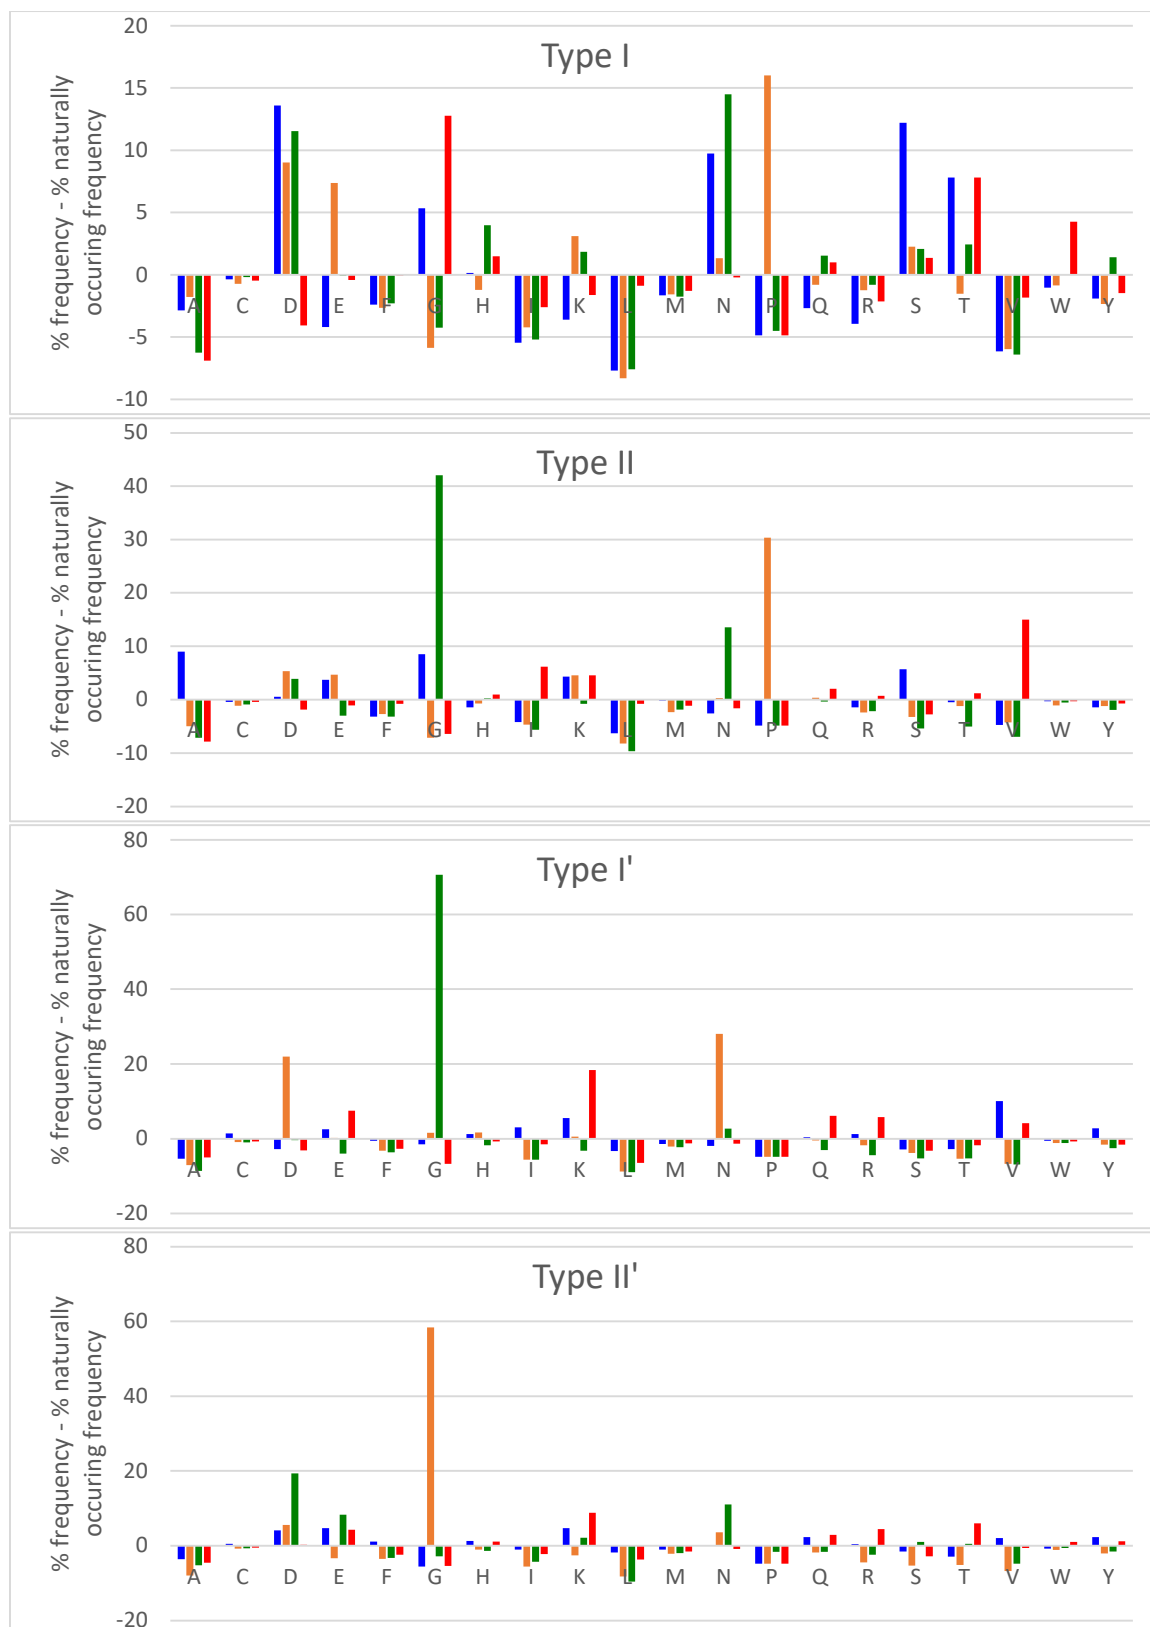 Type I
% frequency - % naturally
occuring frequency
20
15
10
5
0
-5
-10
A C D E F G H I K L M N P Q R S T V W Y
Type II
% frequency - % naturally
occuring frequency
50
40
30
20
10
0
-10
-20
A C D E F G H I K L M N P Q R S T V W Y
Type I'
% frequency - % naturally
occuring frequency
80
60
40
20
0
-20
A C D E F G H I K L M N P Q R S T V W Y
Type II'
% frequency - % naturally
occuring frequency
80
60
40
20
0
-20
A C D E F G H I K L M N P Q R S T V W Y